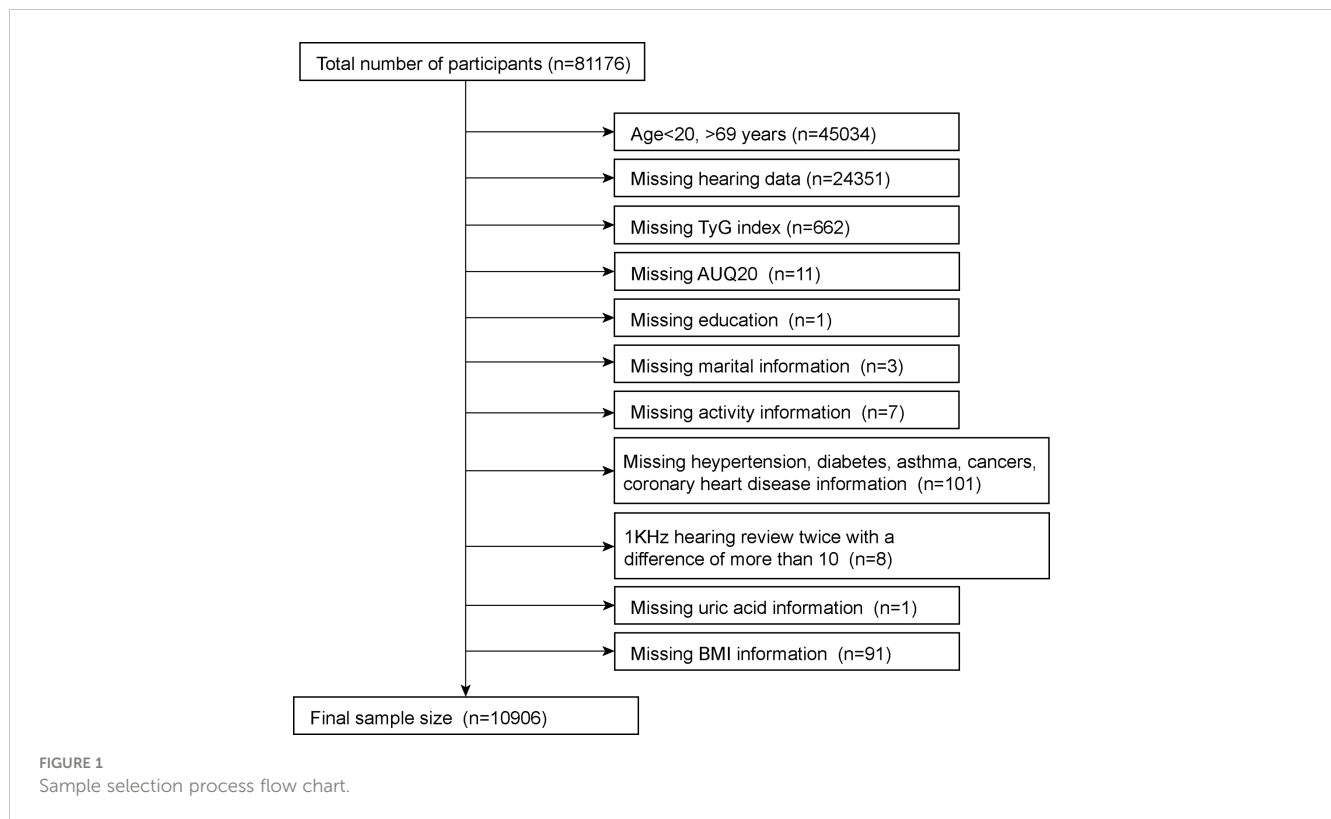 Total number of participants (n=81176)
Age<20, >69 years (n=45034)
Missing hearing data (n=24351)
Missing TyG index (n=662)
Missing AUQ20 (n=11)
Missing education (n=1)
Missing marital information (n=3)
Missing activity information (n=7)
Missing heypertension, diabetes, asthma, cancers,
coronary heart disease information (n=101)
1KHz hearing review twice with a
difference of more than 10 (n=8)
Missing uric acid information (n=1)
Missing BMI information (n=91)
Final sample size (n=10906)
FIGURE 1
Sample selection process flow chart.